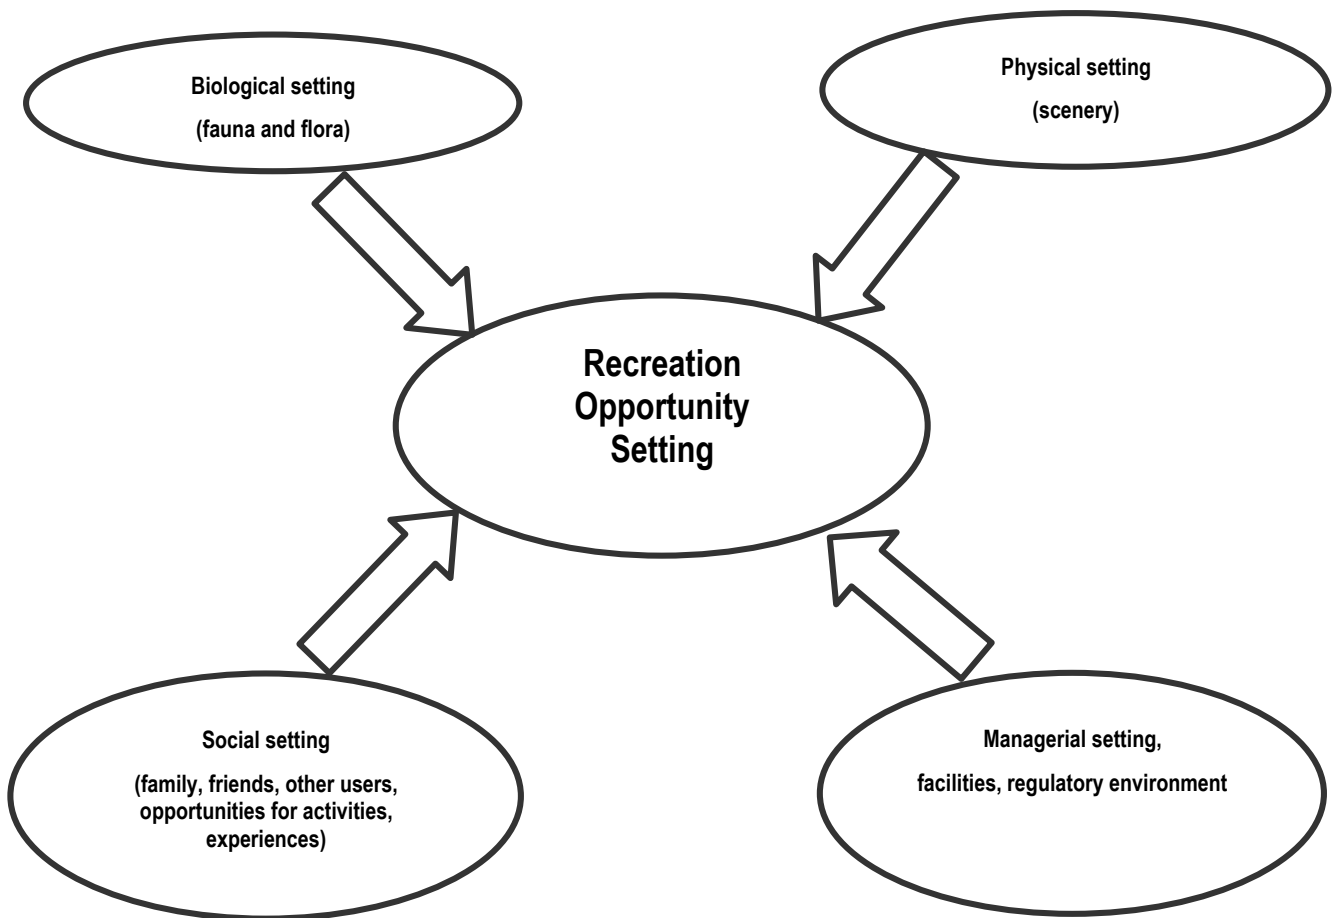 Biological setting
(fauna and flora)
Physical setting
(scenery)
Recreation
Opportunity
Setting
Social setting
(family, friends, other users,
opportunities for activities,
experiences)
Managerial setting,
facilities, regulatory environment